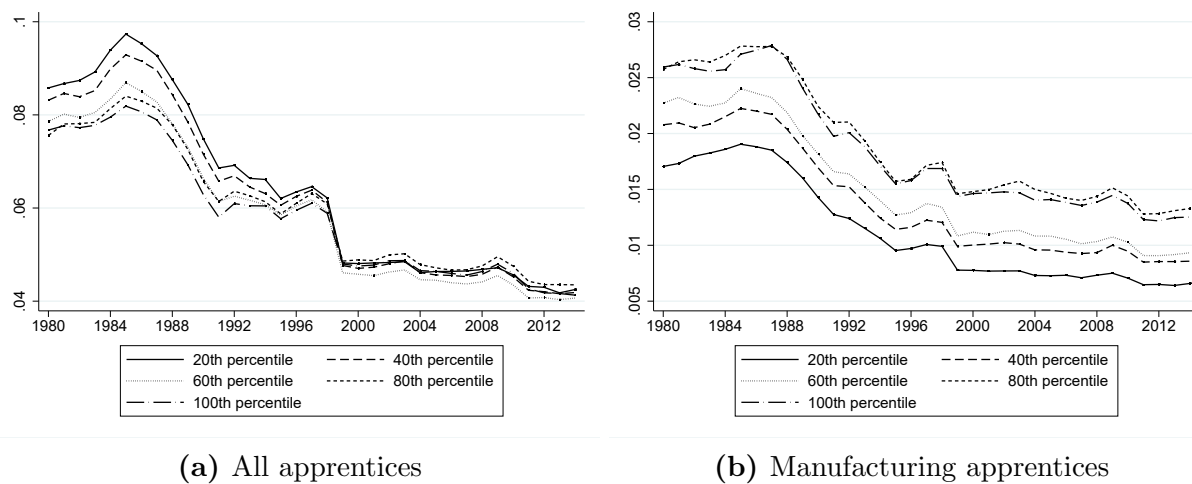 .1
.08
.06
.04
1980 1984 1988 1992 1996 2000 2004 2008 2012
20th percentile 40th percentile
60th percentile 80th percentile
100th percentile
(a) All apprentices
.03
.025
.02
.015
.01
.005
1980 1984 1988 1992 1996 2000 2004 2008 2012
20th percentile 40th percentile
60th percentile 80th percentile
100th percentile
(b) Manufacturing apprentices